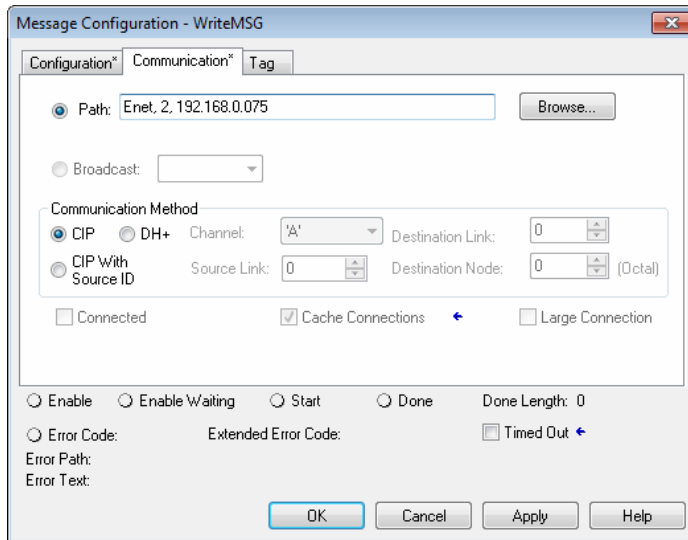 Message Configuration - WriteMSG
Configuration* Communication* Tag
Path: Enet, 2, 192.168.0.075 Browse...
Broadcast:
Communication Method
CIP DH+ Channel: 'A' Destination Link: 0
CIP With Source ID Source Link: 0 Destination Node: 0 (Octal)
Connected Cache Connections Large Connection
Enable Enable Waiting Start Done Done Length: 0
Error Code: Extended Error Code: Timed Out
Error Path:
Error Text:
OK Cancel Apply Help